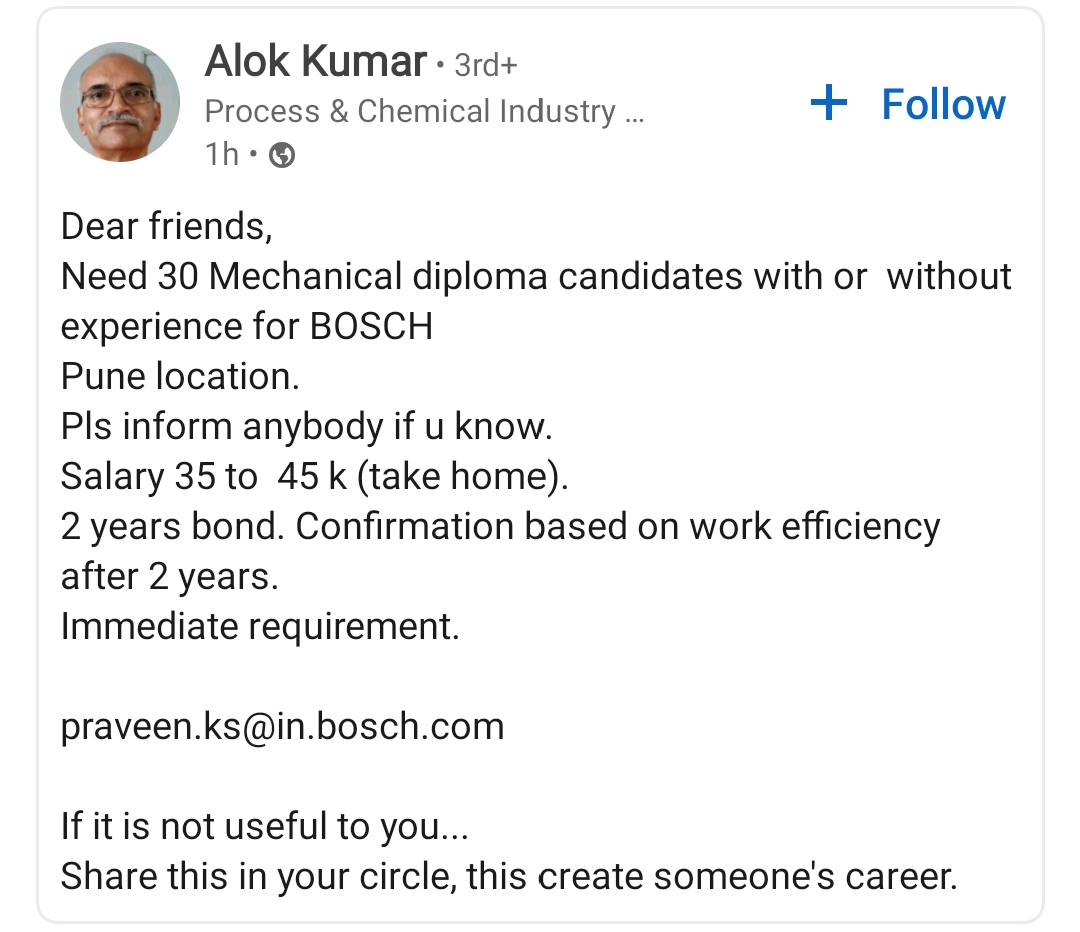 Alok Kumar • 3rd+
Process & Chemical Industry ...
1h •
+ Follow
Dear friends,
Need 30 Mechanical diploma candidates with or  without
experience for BOSCH
Pune location.
Pls inform anybody if u know.
Salary 35 to  45 k (take home).
2 years bond. Confirmation based on work efficiency
after 2 years.
Immediate requirement.
praveen.ks@in.bosch.com
If it is not useful to you...
Share this in your circle, this create someone's career.